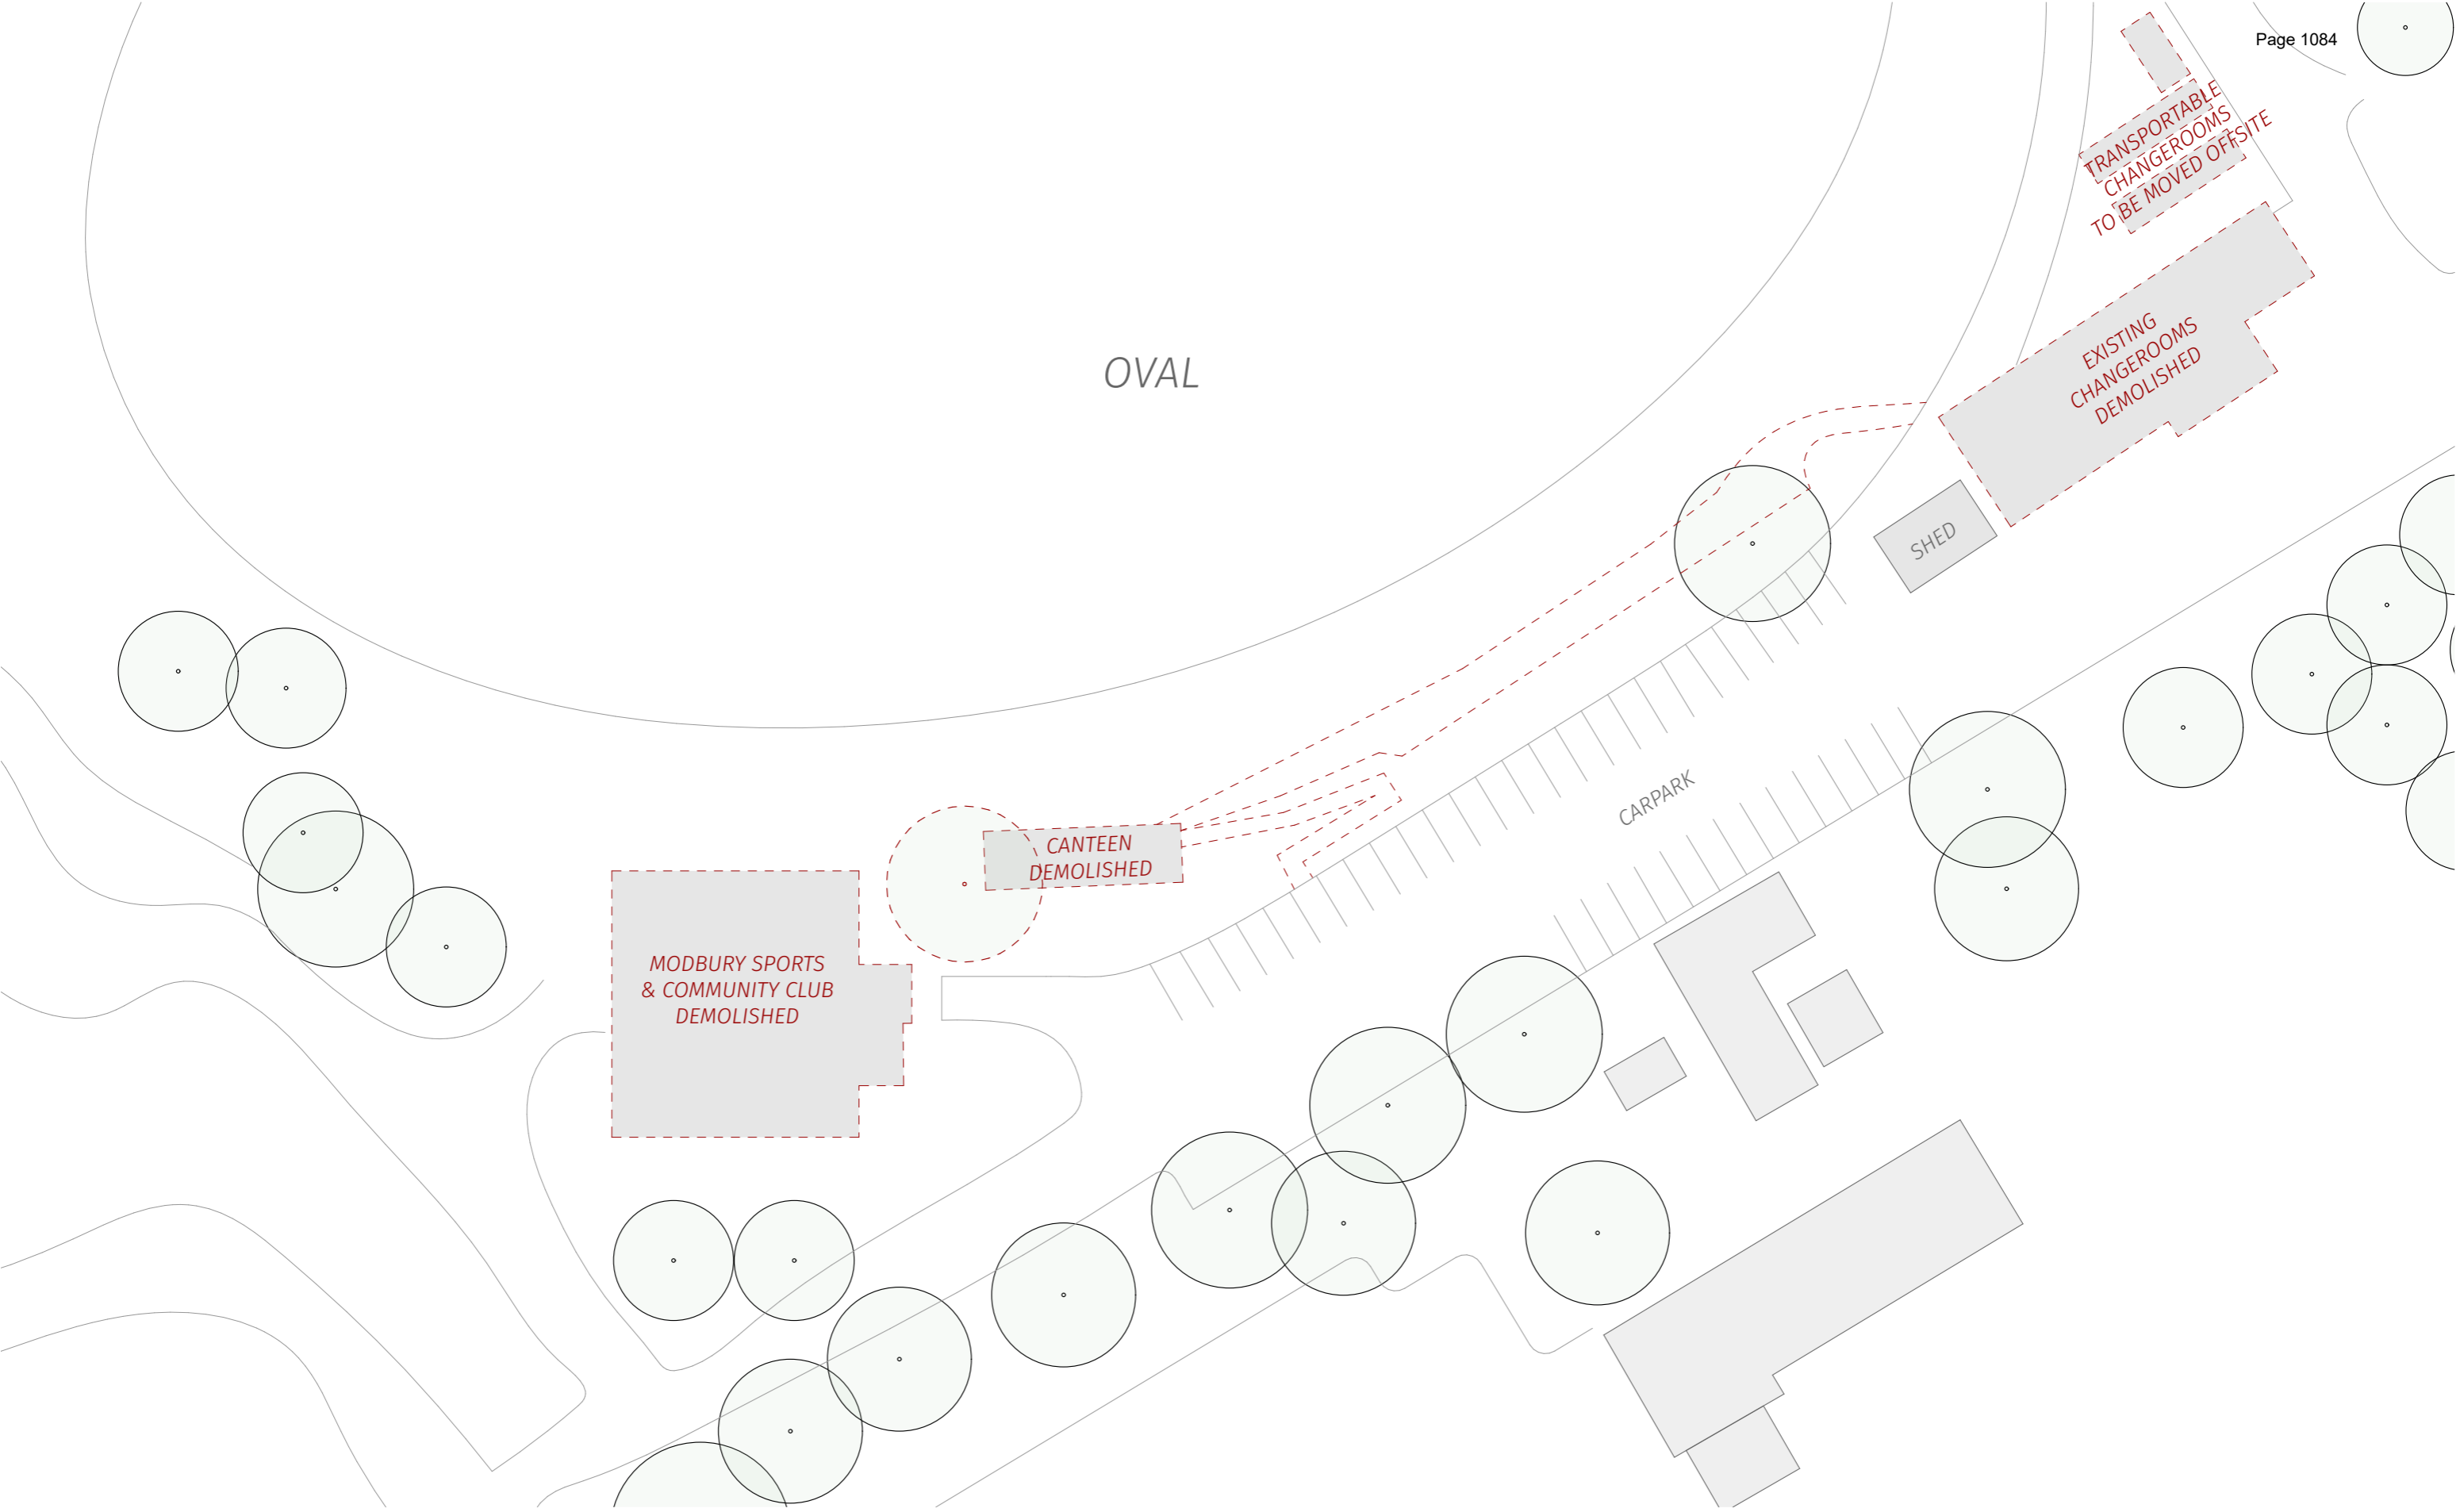 Page 1084
TRANSPORTABLE
CHANGEROOMS
TO BE MOVED OFFSITE
EXISTING
CHANGEROOMS
DEMOLISHED
OVAL
SHED
CARPARK
CANTEEN
DEMOLISHED
MODBURY SPORTS
& COMMUNITY CLUB
DEMOLISHED